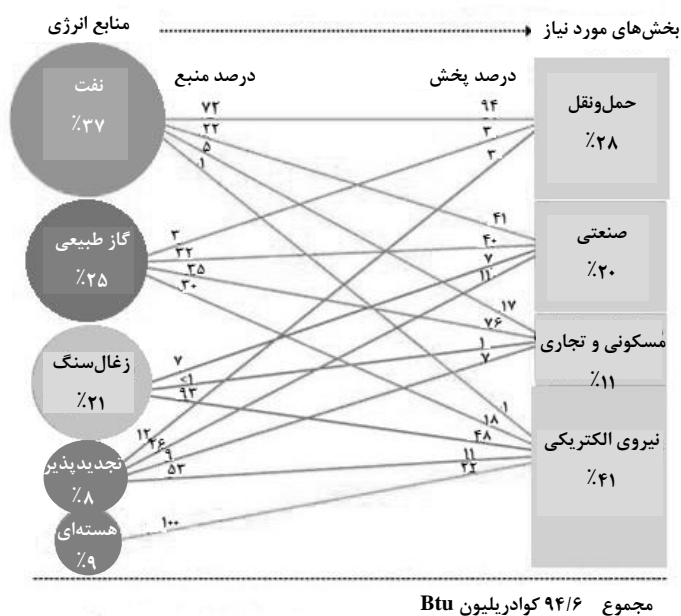 منابع انرژی
بخش‌های مورد نیاز
درصد منبع
درصد پخش
نفت
٪۳۷
۷۲
۲۲
۵
۱
گاز طبیعی
٪۲۵
۳
۳۲
۳۵
۳۰
زغال‌سنگ
٪۲۱
۷
<۱
۹۳
تجدیدپذیر
٪۸
۱۲
۲۶
۹
۵۳
هسته‌ای
٪۹
۱۰۰
حمل‌ونقل
٪۲۸
۹۴
۳
۳
صنعتی
٪۲۰
۴۱
۴۰
۷
۱۱
مسکونی و تجاری
٪۱۱
۱۷
۷۶
۱
۷
نیروی الکتریکی
٪۴۱
۱
۱۸
۴۸
۱۱
۲۲
مجموع ۹۴/۶ کوادریلیون Btu